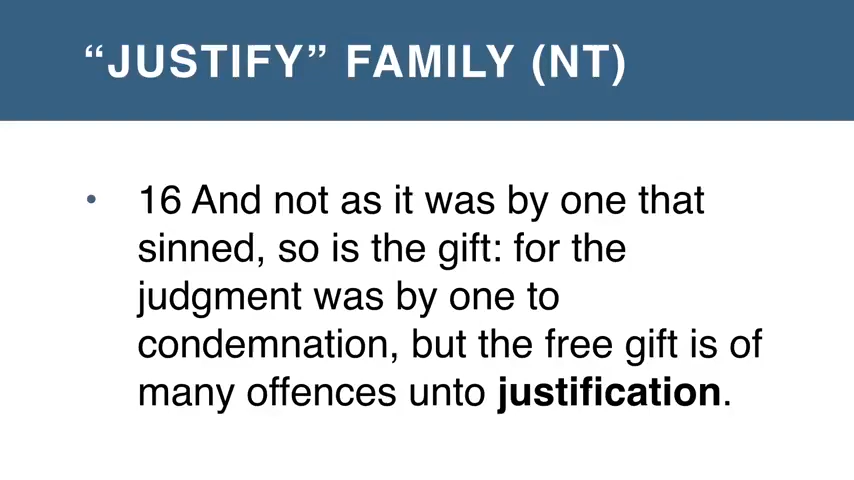 “JUSTIFY” FAMILY (NT)
• 16 And not as it was by one that
sinned, so is the gift: for the
judgment was by one to
condemnation, but the free gift is of
many offences unto justification.